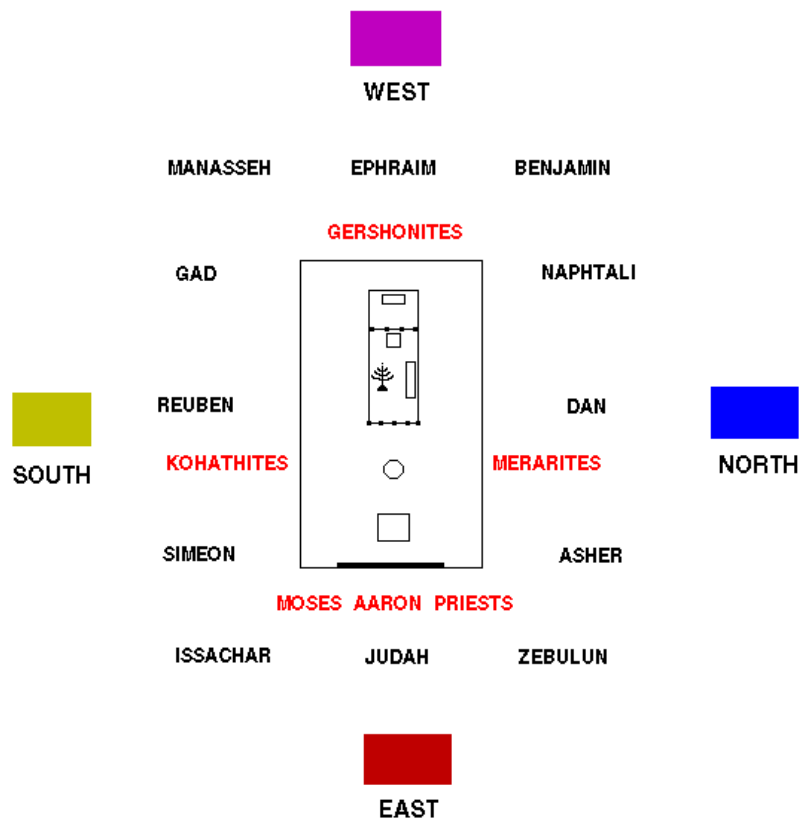 WEST
MANASSEH EPHRAIM BENJAMIN
GERSHONITES
GAD NAPHTALI
REUBEN DAN
KOHATHITES MERARITES
SOUTH NORTH
SIMEON ASHER
MOSES AARON PRIESTS
ISSACHAR JUDAH ZEBULUN
EAST